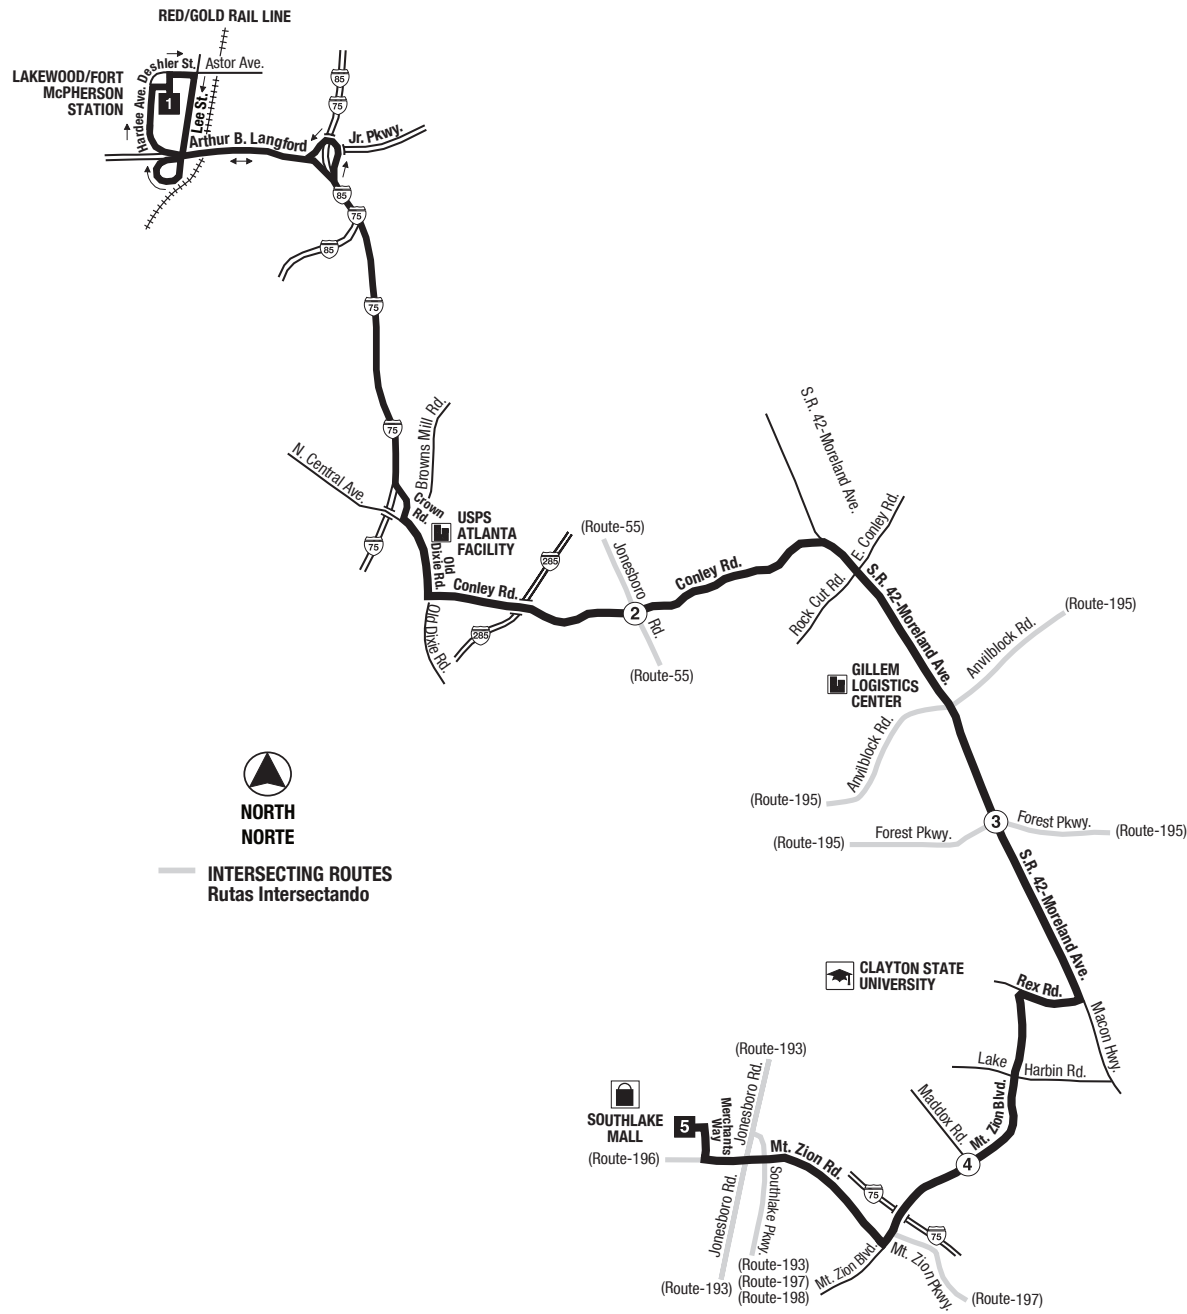 RED/GOLD RAIL LINE
LAKEWOOD/FORT
McPHERSON
STATION
Deshler St.
Astor Ave.
Hardee Ave.
1
Lee St.
Arthur B. Langford
Jr. Pkwy.
85
75
85
75
85
75
75
N. Central Ave.
Browns Mill Rd.
Crown
Rd.
75
USPS
ATLANTA
FACILITY
Old
Dixie Rd.
Conley Rd.
Old Dixie Rd.
285
285
(Route-55)
Jonesboro
Rd.
2
(Route-55)
Conley Rd.
S.R. 42-Moreland Ave.
E. Conley Rd.
Rock Cut Rd.
S.R. 42-Moreland Ave.
(Route-195)
Anvilblock Rd.
GILLEM
LOGISTICS
CENTER
Anvilblock Rd.
(Route-195)
3
Forest Pkwy.
(Route-195)
Forest Pkwy.
(Route-195)
NORTH
NORTE
INTERSECTING ROUTES
Rutas Intersectando
S.R. 42-Moreland Ave.
CLAYTON STATE
UNIVERSITY
Rex Rd.
Macon Hwy.
Lake
Harbin Rd.
Maddox Rd.
Mt. Zion Blvd.
4
(Route-193)
Jonesboro Rd.
SOUTHLAKE
MALL
5
Merchants
Way
(Route-196)
Mt. Zion Rd.
Jonesboro Rd.
Southlake Pkwy.
75
75
Mt. Zion Blvd.
Mt. Zion Pkwy.
(Route-193)
(Route-193)
(Route-197)
(Route-198)
(Route-197)